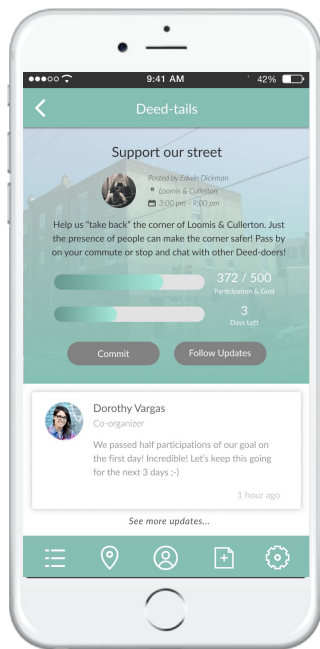 9:41 AM
42%
Deed-tails
Support our street
Posted by Edwin Dickman
Loomis & Cullerton
3:00 pm - 9:00 pm
Help us “take back” the corner of Loomis & Cullerton. Just
the presence of people can make the corner safer! Pass by
on your commute or stop and chat with other Deed-doers!
372 / 500
Participation & Goal
3
Days Left
Commit
Follow Updates
Dorothy Vargas
Co-organizer
We passed half participations of our goal on
the first day! Incredible! Let's keep this going
for the next 3 days ;-)
1 hour ago
See more updates...